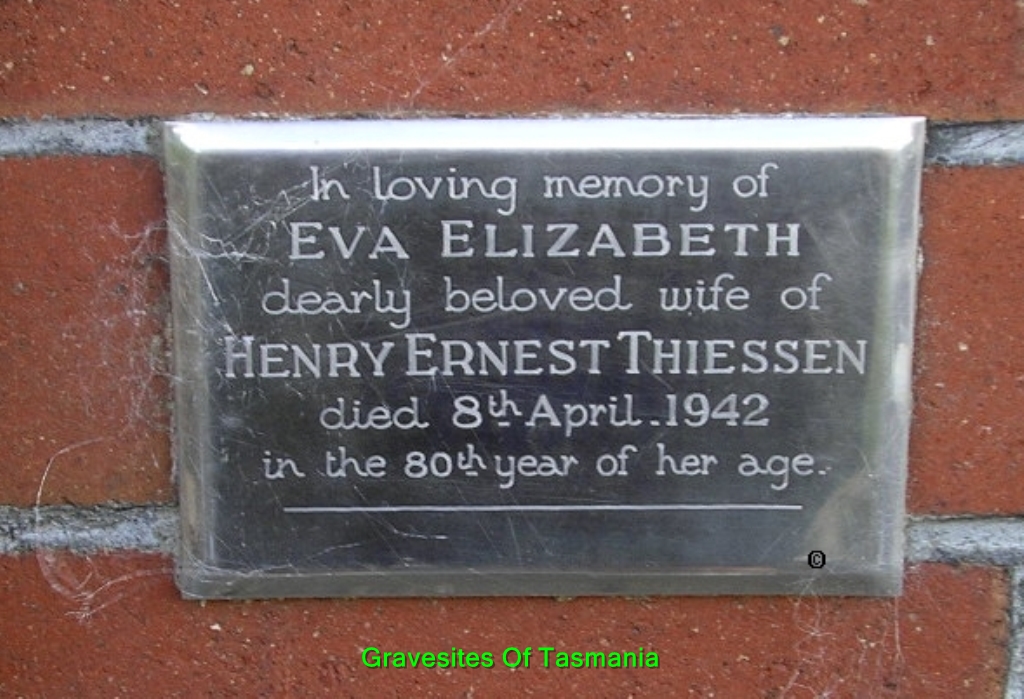 In loving memory of
EVA ELIZABETH
dearly beloved wife of
HENRY ERNEST THIESSEN
died 8th April.1942
in the 80th year of her age.
©
Gravesites Of Tasmania